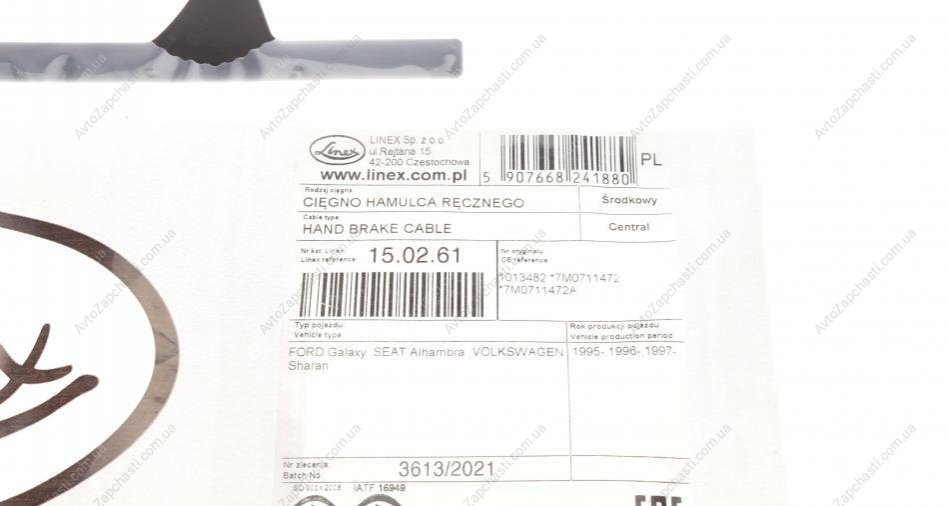 Linex
LINEX Sp. z o.o.
ul.Rejtana 15
42-200 Częstochowa
www.linex.com.pl
5 907668 241880
PL
Rodzaj cięgna:
CIĘGNO HAMULCA RĘCZNEGO
Środkowy
Cable type:
HAND BRAKE CABLE
Central
Nr kat. Linex:
Linex reference:
15.02.61
Nr oryginału
OE reference
1013482 *7M0711472
*7M0711472A
Typ pojazdu:
Vehicle type:
Rok produkcji pojazdu:
Vehicle production period:
FORD Galaxy SEAT Alhambra VOLKSWAGEN
Sharan
1995- 1996- 1997-
Nr zlecenia:
Batch No:
3613/2021
ISO 9001:2008 IATF 16949
AvtoZapchasti.com.ua